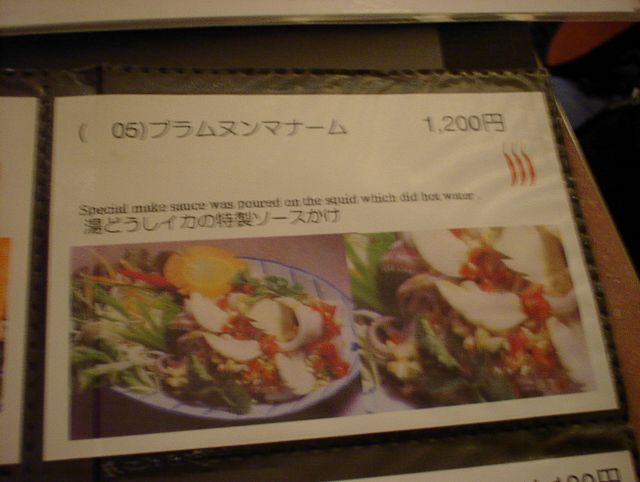 ( 05)プラムヌンマナーム 1,200円
Special make sauce was poured on the squid which did hot water.
湯どうしイカの特製ソースかけ